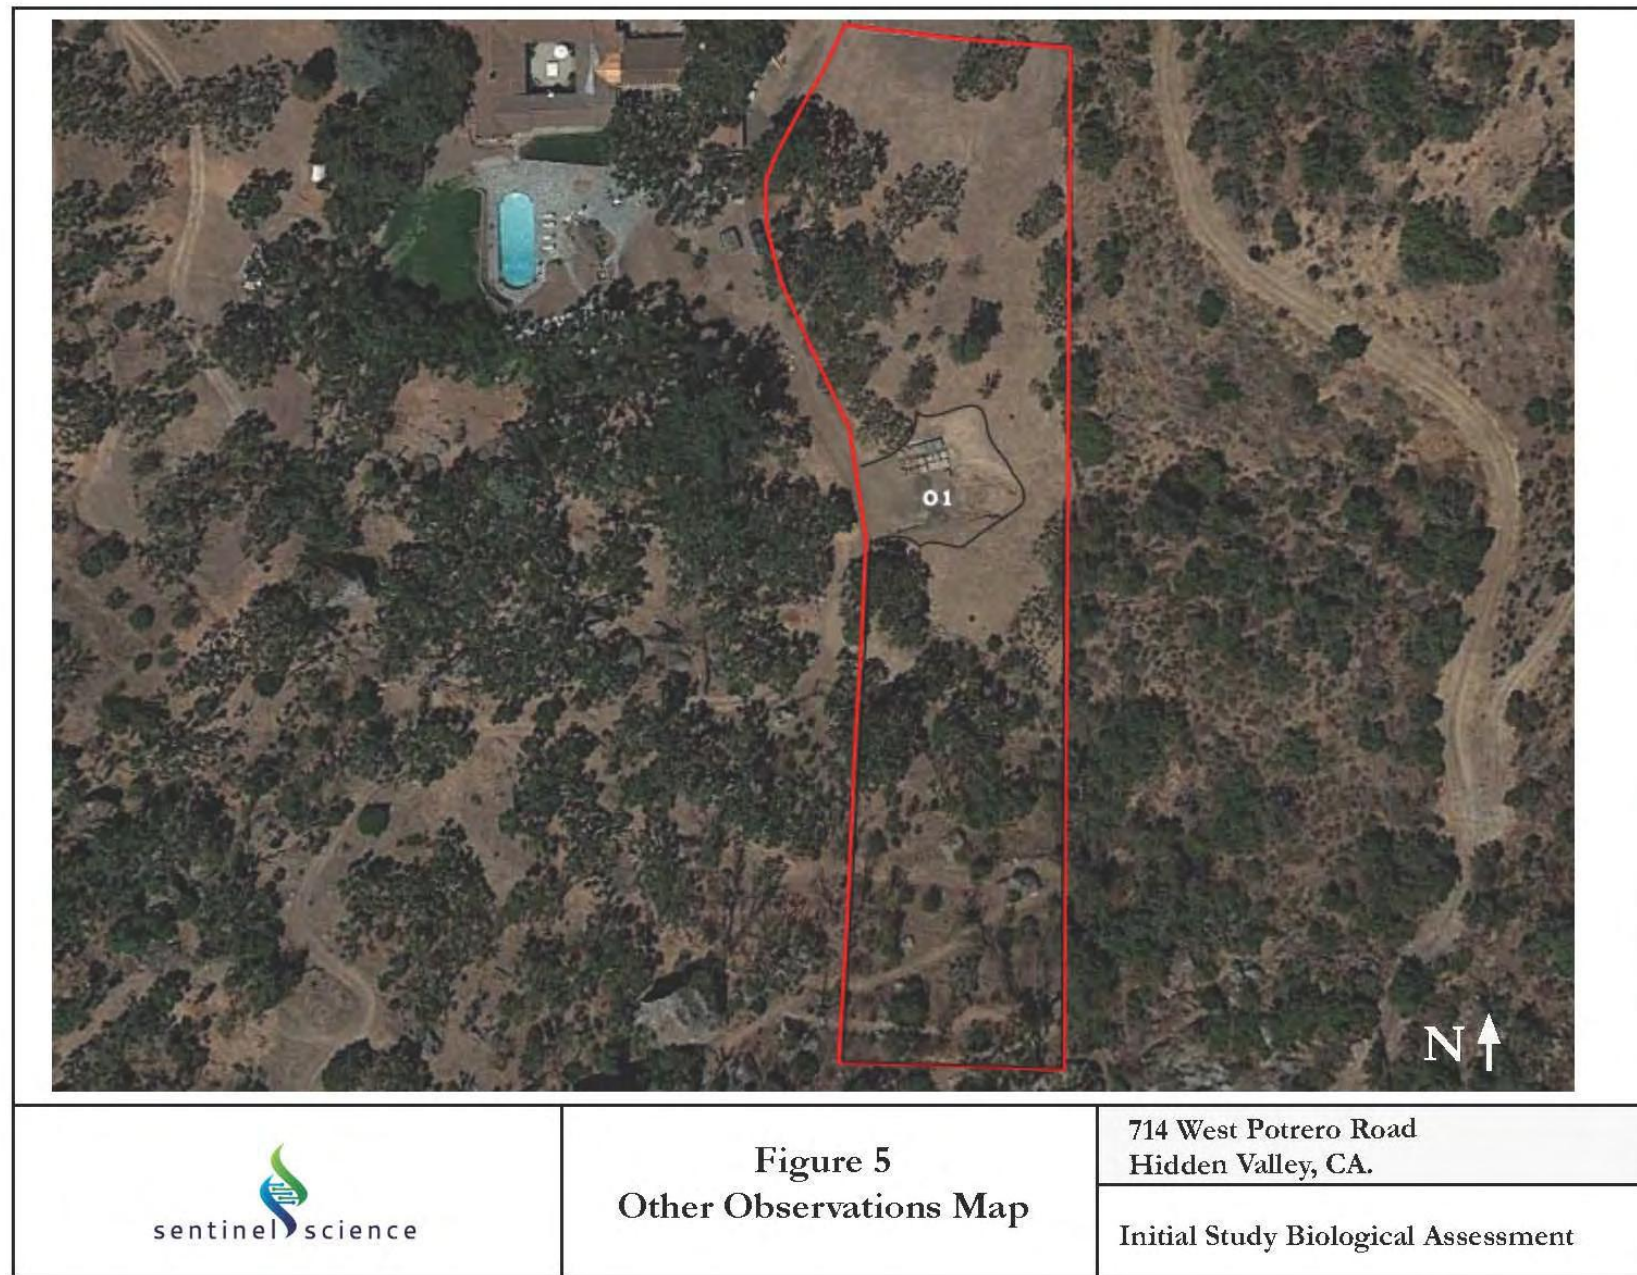 O1
N
sentinel science
Figure 5
Other Observations Map
714 West Potrero Road
Hidden Valley, CA.
Initial Study Biological Assessment